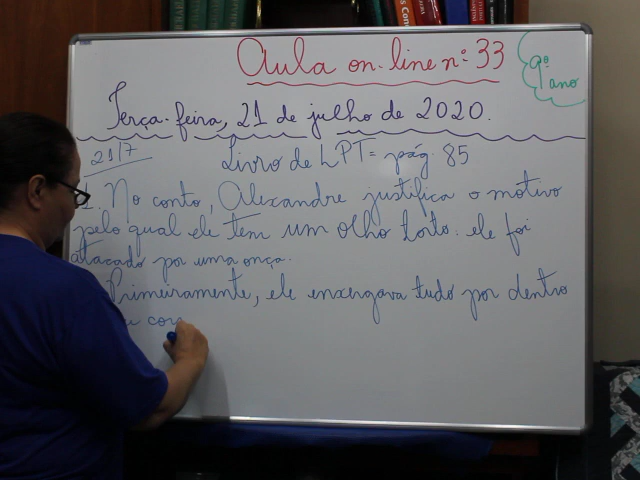 Aula on-line nº 33
9º ano
Terça-feira, 21 de julho de 2020.
21/7
Livro de LPT = pág. 85
1. No conto, Alexandre justifica o motivo
pelo qual ele tem um olho torto. ele foi
atacado por uma onça.
Primeiramente, ele enxergava tudo por dentro